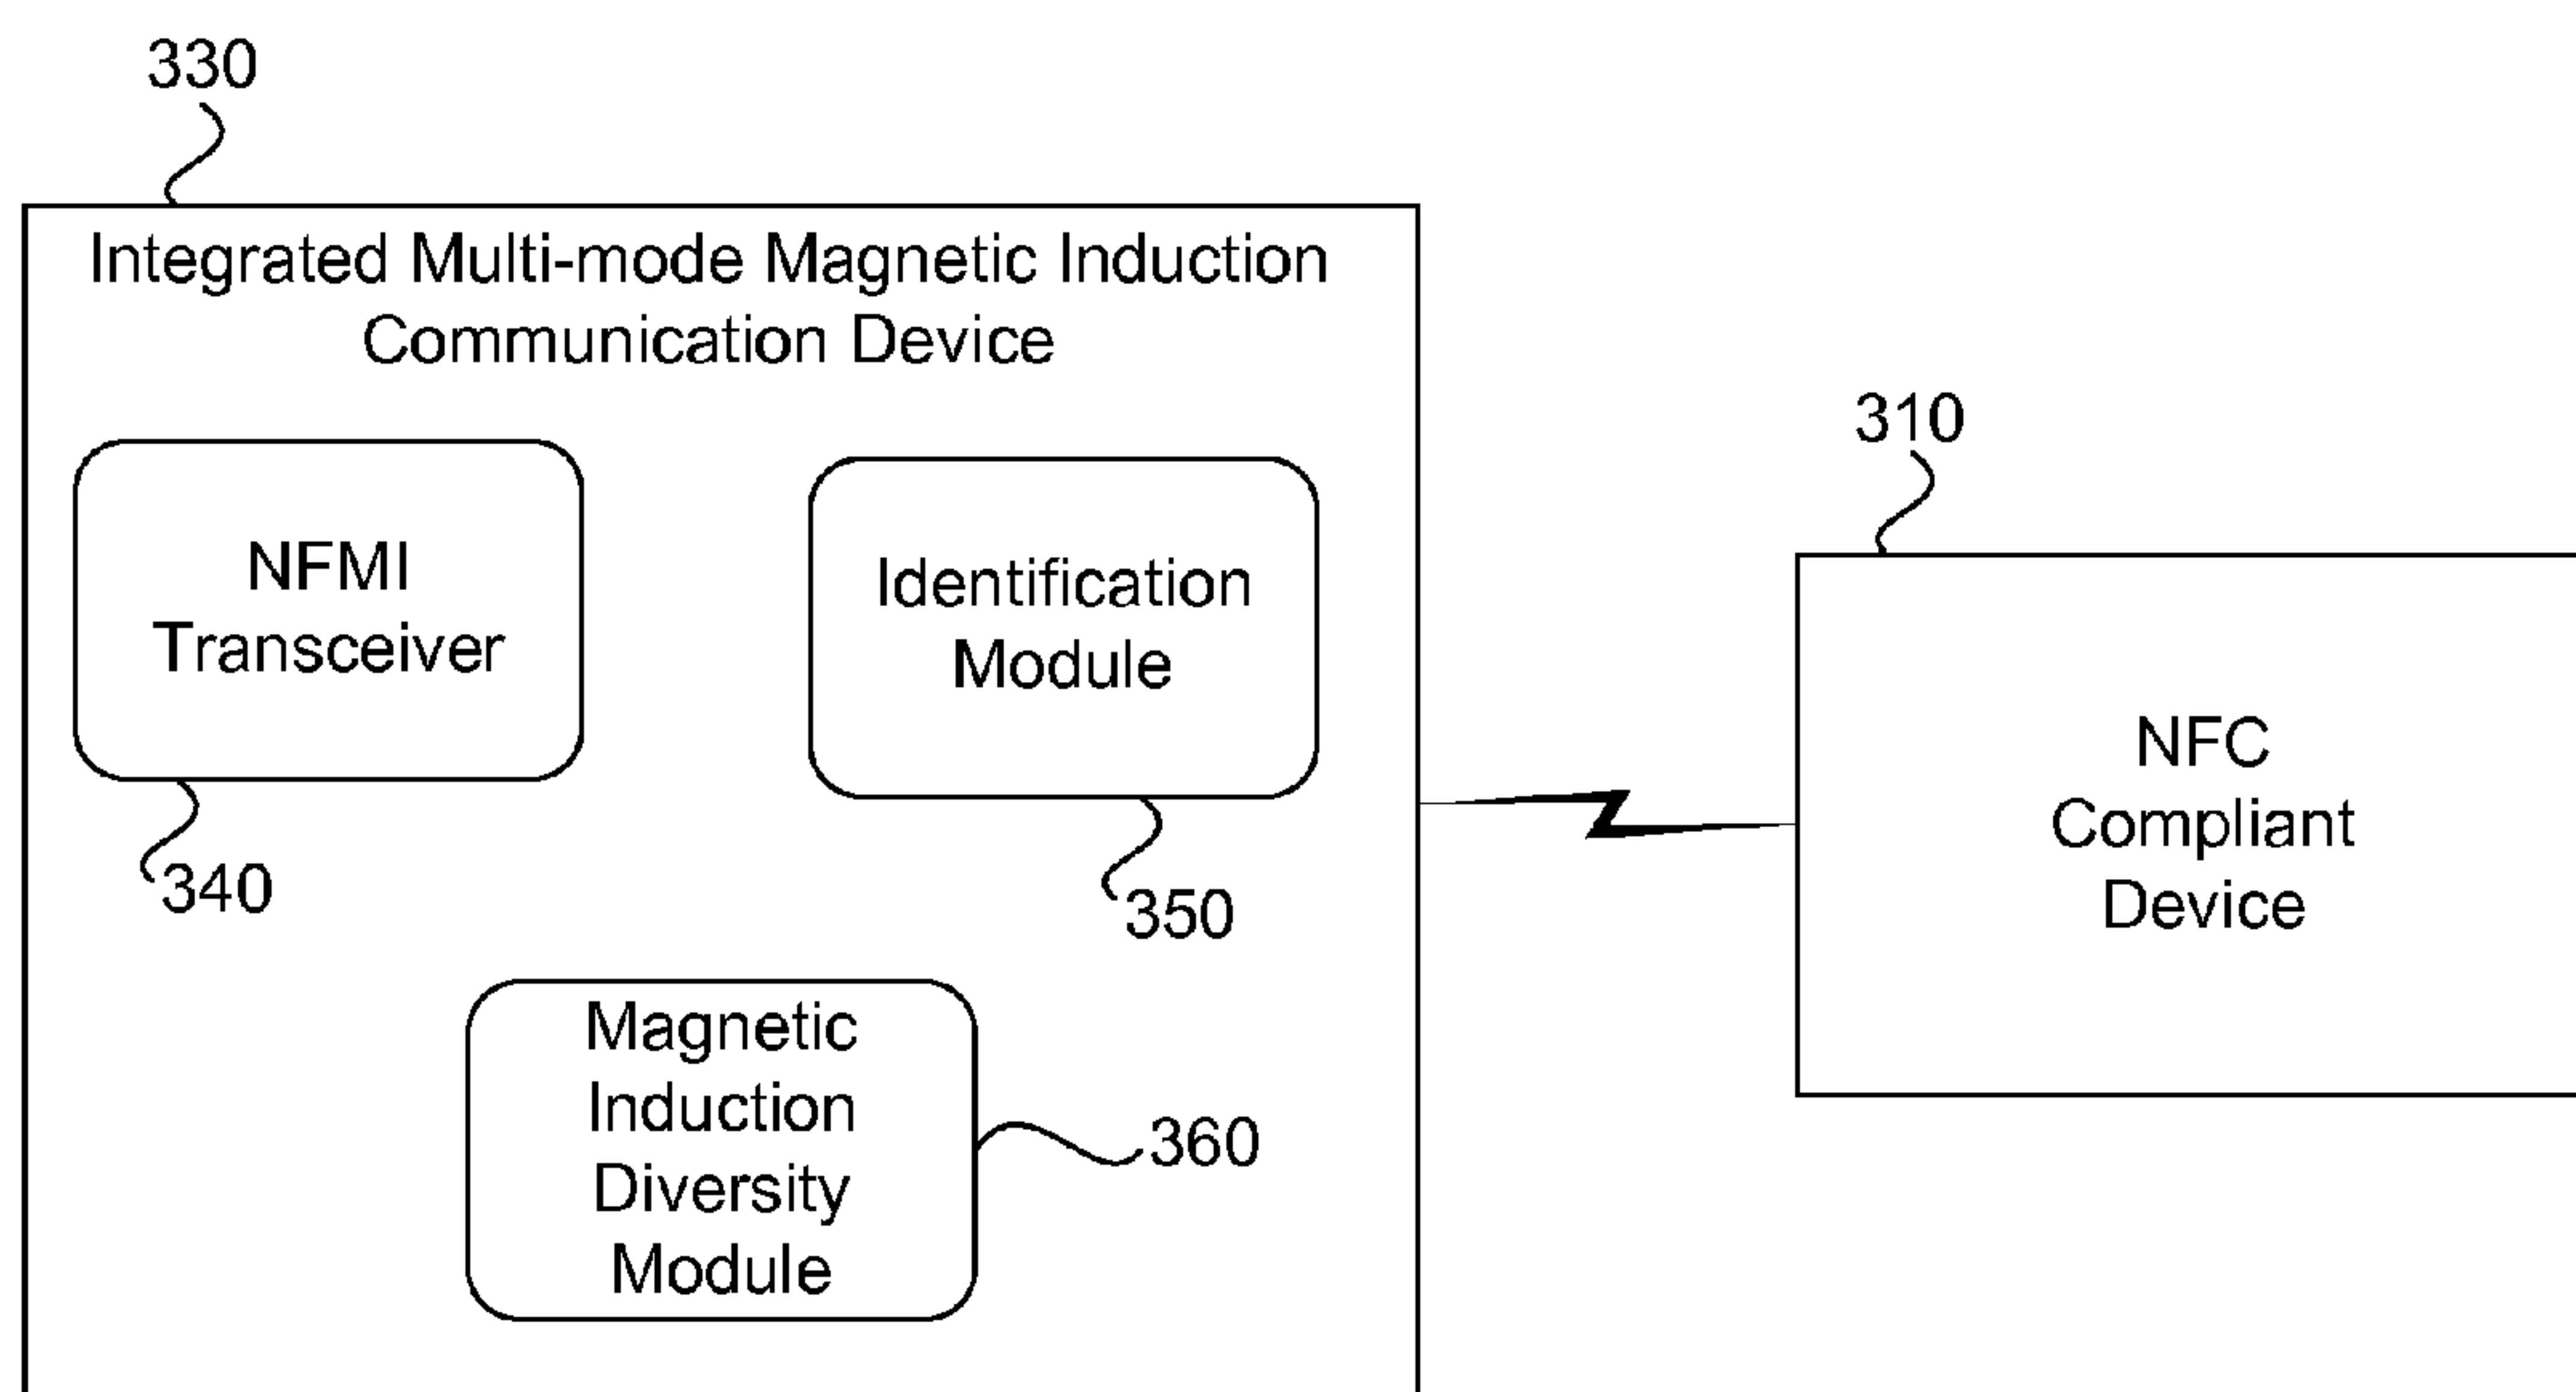 330
Integrated Multi-mode Magnetic Induction
Communication Device
310
NFMI
Transceiver
340
Identification
Module
350
NFC
Compliant
Device
Magnetic
Induction
Diversity
Module
360